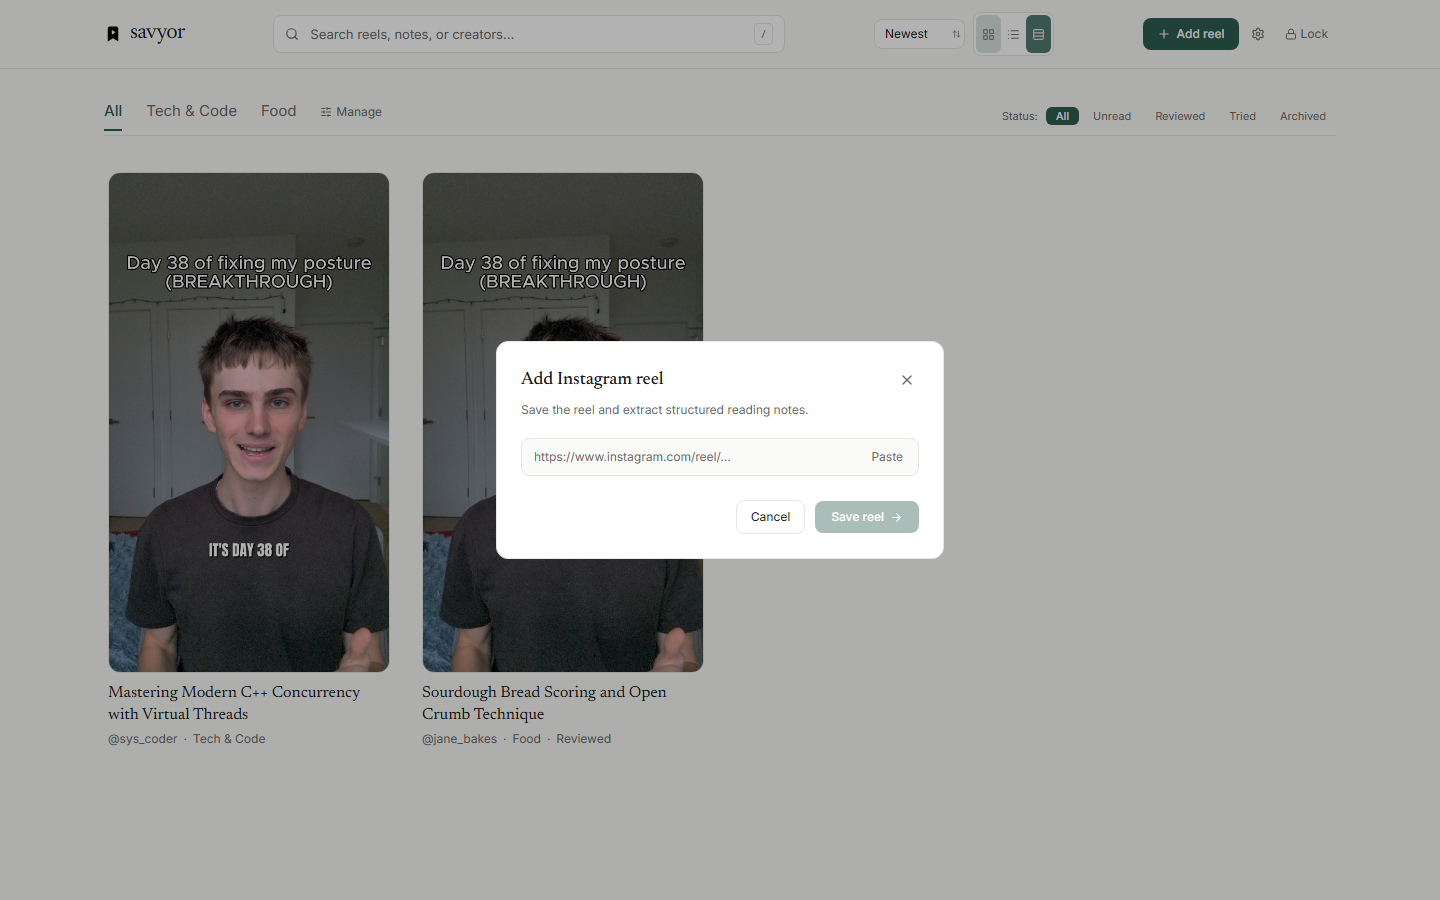 savyor
Search reels, notes, or creators...
/
Newest
Add reel
Lock
All
Tech & Code
Food
Manage
Status:
All
Unread
Reviewed
Tried
Archived
Day 38 of fixing my posture
(BREAKTHROUGH)
IT'S DAY 38 OF
Day 38 of fixing my posture
(BREAKTHROUGH)
Add Instagram reel
Save the reel and extract structured reading notes.
https://www.instagram.com/reel/...
Paste
Cancel
Save reel
Mastering Modern C++ Concurrency
with Virtual Threads
@sys_coder · Tech & Code
Sourdough Bread Scoring and Open
Crumb Technique
@jane_bakes · Food · Reviewed